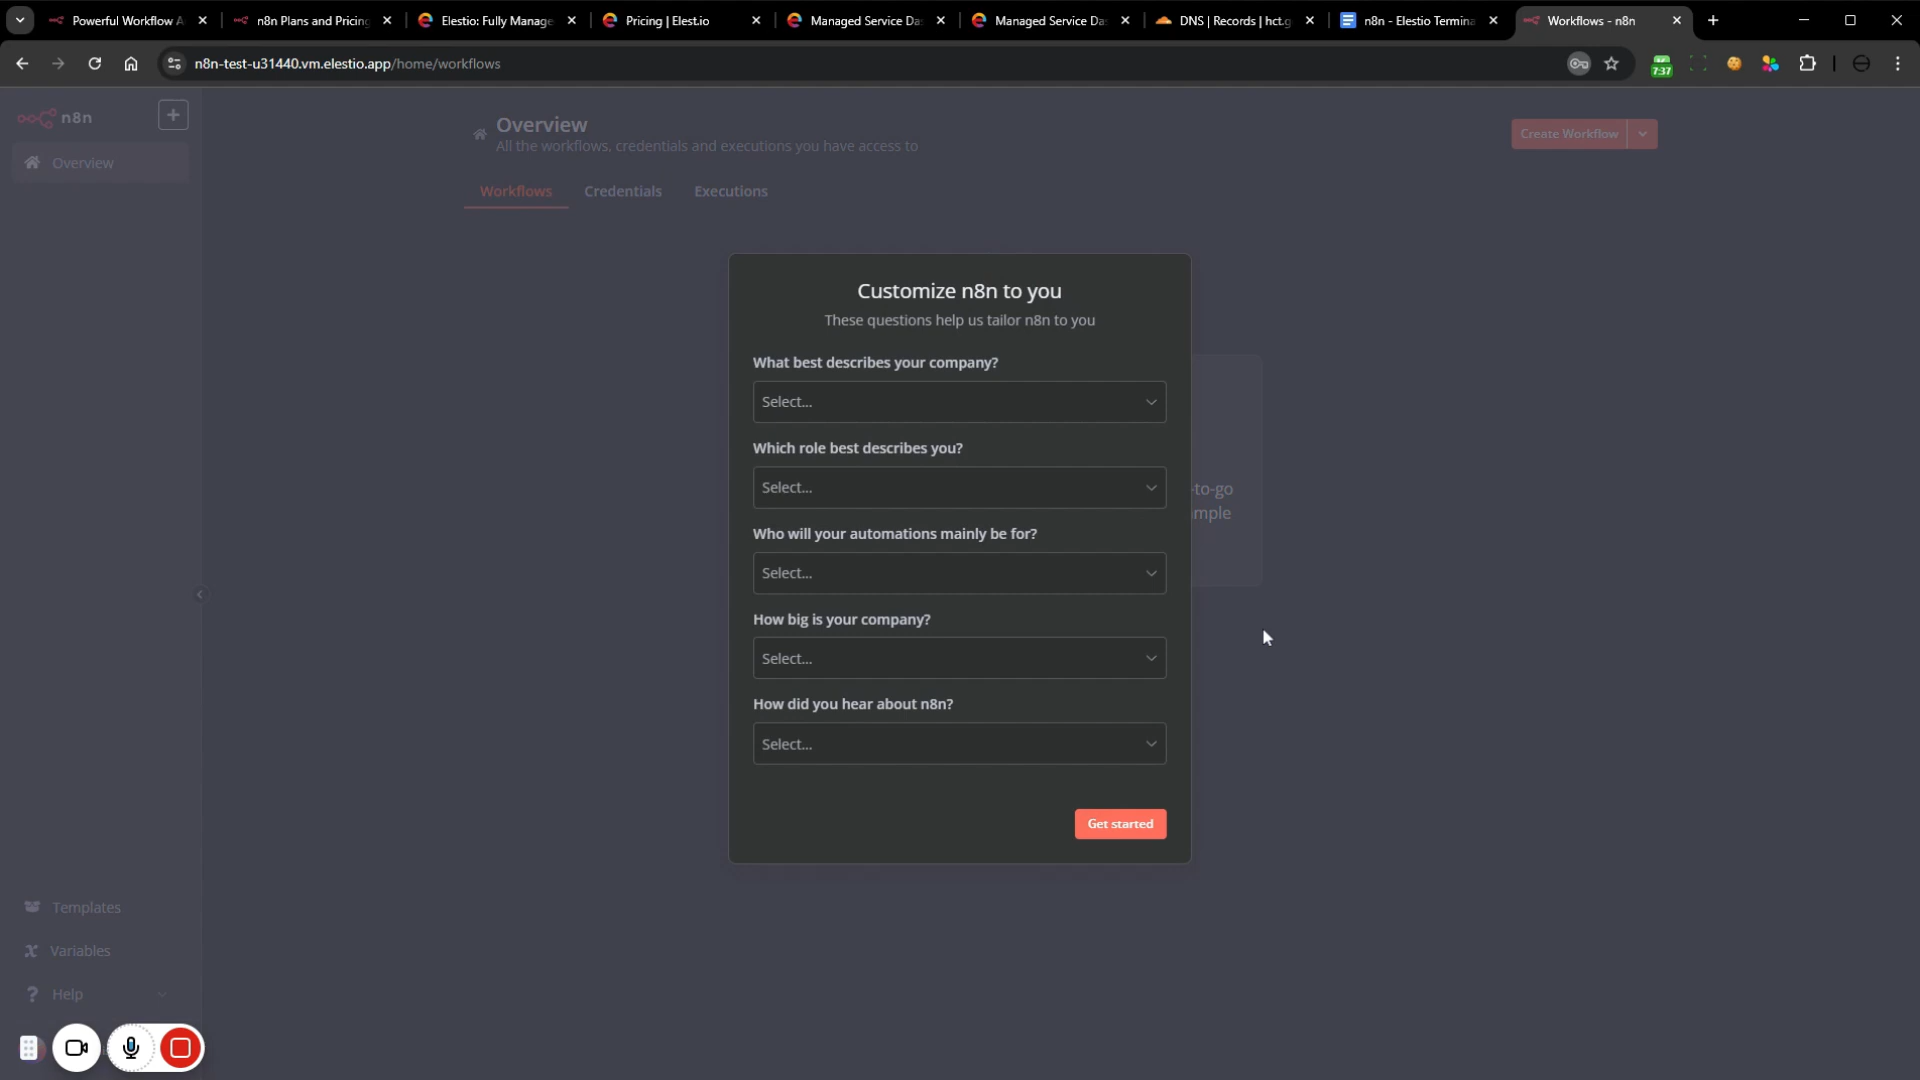 Powerful Workflow A
n8n Plans and Pricing
Elestio: Fully Manage
Pricing | Elest.io
Managed Service Da
Managed Service Da
DNS | Records | hct.g
n8n - Elestio Termina
Workflows - n8n
n8n-test-u31440.vm.elestio.app/home/workflows
7:37
n8n
Overview
Overview
All the workflows, credentials and executions you have access to
Create Workflow
Workflows
Credentials
Executions
Customize n8n to you
These questions help us tailor n8n to you
What best describes your company?
Select...
Which role best describes you?
Select...
-to-go
mple
Who will your automations mainly be for?
Select...
How big is your company?
Select...
How did you hear about n8n?
Select...
Get started
Templates
Variables
Help